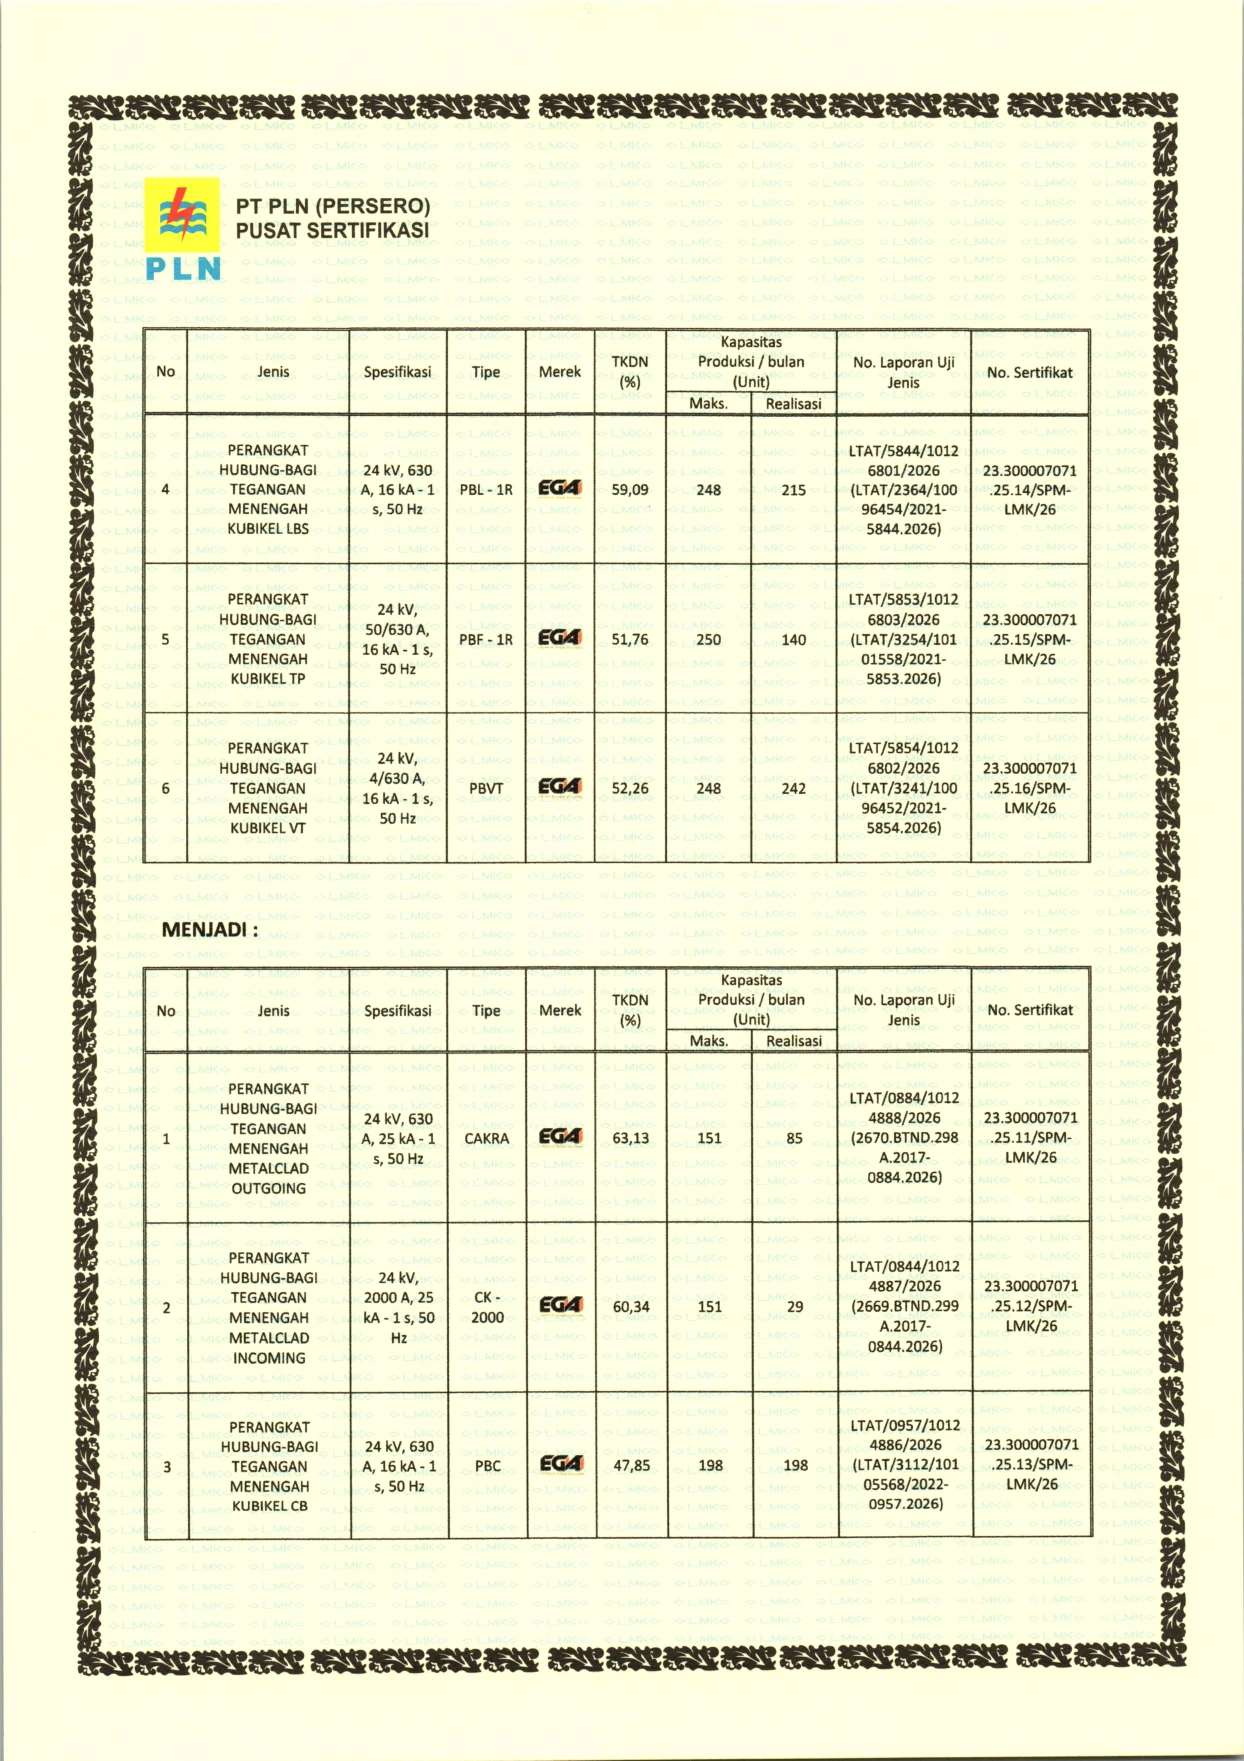 PT PLN (PERSERO)
PUSAT SERTIFIKASI
PLN
No
Jenis
Spesifikasi
Tipe
Merek
TKDN
(%)
Kapasitas
Produksi / bulan
(Unit)
Maks.
Realisasi
No. Laporan Uji
Jenis
No. Sertifikat
4
PERANGKAT
HUBUNG-BAGI
TEGANGAN
MENENGAH
KUBIKEL LBS
24 kV, 630
A, 16 kA - 1
s, 50 Hz
PBL - 1R
EGA
59,09
248
215
LTAT/5844/1012
6801/2026
(LTAT/2364/100
96454/2021-
5844.2026)
23.300007071
.25.14/SPM-
LMK/26
5
PERANGKAT
HUBUNG-BAGI
TEGANGAN
MENENGAH
KUBIKEL TP
24 kV,
50/630 A,
16 kA - 1 s,
50 Hz
PBF - 1R
EGA
51,76
250
140
LTAT/5853/1012
6803/2026
(LTAT/3254/101
01558/2021-
5853.2026)
23.300007071
.25.15/SPM-
LMK/26
6
PERANGKAT
HUBUNG-BAGI
TEGANGAN
MENENGAH
KUBIKEL VT
24 kV,
4/630 A,
16 kA - 1 s,
50 Hz
PBVT
EGA
52,26
248
242
LTAT/5854/1012
6802/2026
(LTAT/3241/100
96452/2021-
5854.2026)
23.300007071
.25.16/SPM-
LMK/26
MENJADI :
No
Jenis
Spesifikasi
Tipe
Merek
TKDN
(%)
Kapasitas
Produksi / bulan
(Unit)
Maks.
Realisasi
No. Laporan Uji
Jenis
No. Sertifikat
1
PERANGKAT
HUBUNG-BAGI
TEGANGAN
MENENGAH
METALCLAD
OUTGOING
24 kV, 630
A, 25 kA - 1
s, 50 Hz
CAKRA
EGA
63,13
151
85
LTAT/0884/1012
4888/2026
(2670.BTND.298
A.2017-
0884.2026)
23.300007071
.25.11/SPM-
LMK/26
2
PERANGKAT
HUBUNG-BAGI
TEGANGAN
MENENGAH
METALCLAD
INCOMING
24 kV,
2000 A, 25
kA - 1 s, 50
Hz
CK -
2000
EGA
60,34
151
29
LTAT/0844/1012
4887/2026
(2669.BTND.299
A.2017-
0844.2026)
23.300007071
.25.12/SPM-
LMK/26
3
PERANGKAT
HUBUNG-BAGI
TEGANGAN
MENENGAH
KUBIKEL CB
24 kV, 630
A, 16 kA - 1
s, 50 Hz
PBC
EGA
47,85
198
198
LTAT/0957/1012
4886/2026
(LTAT/3112/101
05568/2022-
0957.2026)
23.300007071
.25.13/SPM-
LMK/26